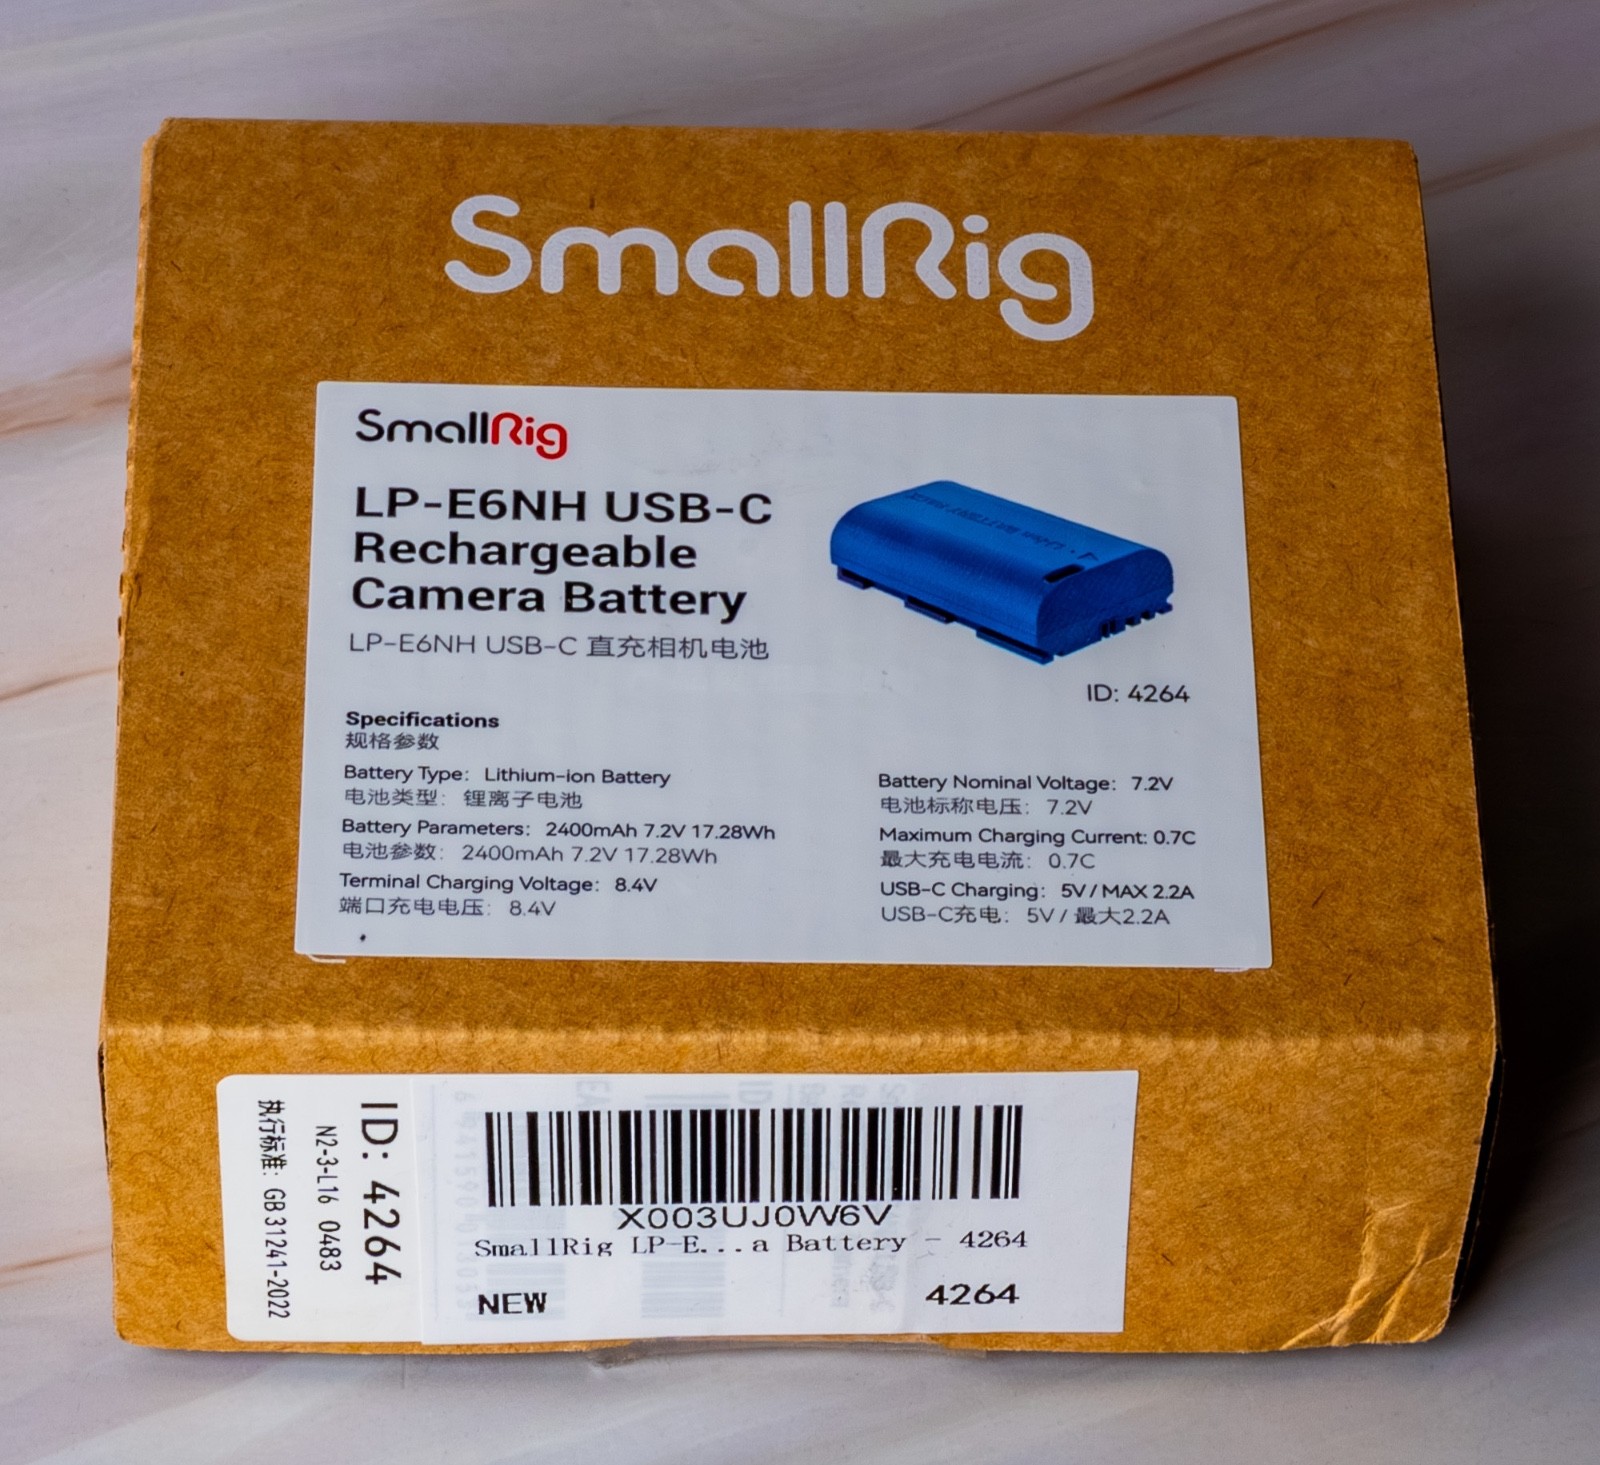 SmallRig
SmallRig
LP-E6NH USB-C
Rechargeable
Camera Battery
LP-E6NH USB-C 直充相机电池
ID: 4264
Specifications
规格参数
Battery Type: Lithium-ion Battery
电池类型: 锂离子电池
Battery Parameters: 2400mAh 7.2V 17.28Wh
电池参数: 2400mAh 7.2V 17.28Wh
Terminal Charging Voltage: 8.4V
端口充电电压: 8.4V
Battery Nominal Voltage: 7.2V
电池标称电压: 7.2V
Maximum Charging Current: 0.7C
最大充电电流: 0.7C
USB-C Charging: 5V / MAX 2.2A
USB-C充电: 5V / 最大2.2A
ID: 4264
N2-3-L16 0483
执行标准: GB 31241-2022
X003UJ0W6V
SmallRig LP-E...a Battery - 4264
NEW 4264